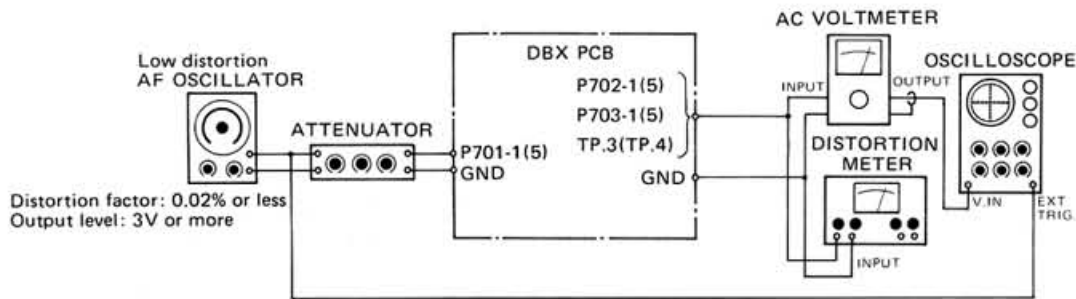 AC VOLTMETER
DBX PCB
OSCILLOSCOPE
Low distortion
AF OSCILLATOR
P702-1(5)
INPUT
OUTPUT
P703-1(5)
ATTENUATOR
TP.3(TP.4)
DISTORTION
METER
P701-1(5)
GND
GND
Distortion factor: 0.02% or less
Output level: 3V or more
V.IN
EXT
TRIG.
INPUT